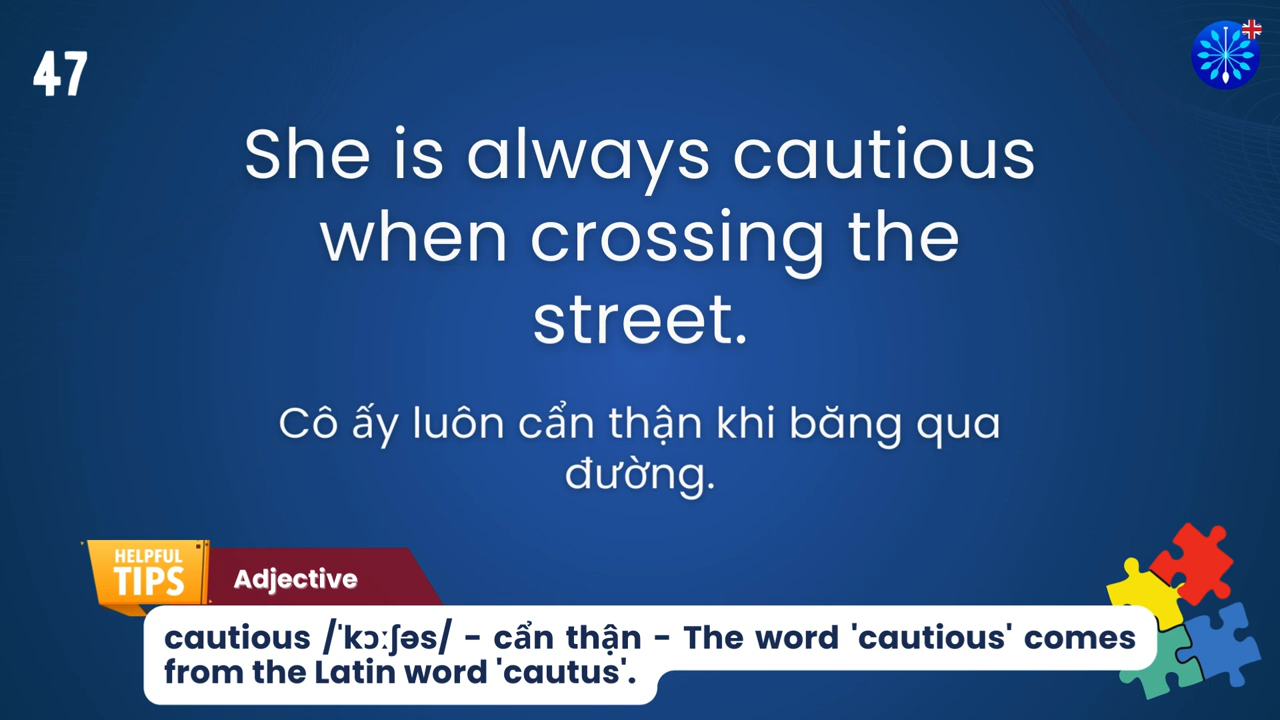 47
She is always cautious
when crossing the
street.
Cô ấy luôn cẩn thận khi băng qua
đường.
HELPFUL
TIPS
Adjective
cautious /ˈkɔːʃəs/ - cẩn thận - The word 'cautious' comes
from the Latin word 'cautus'.